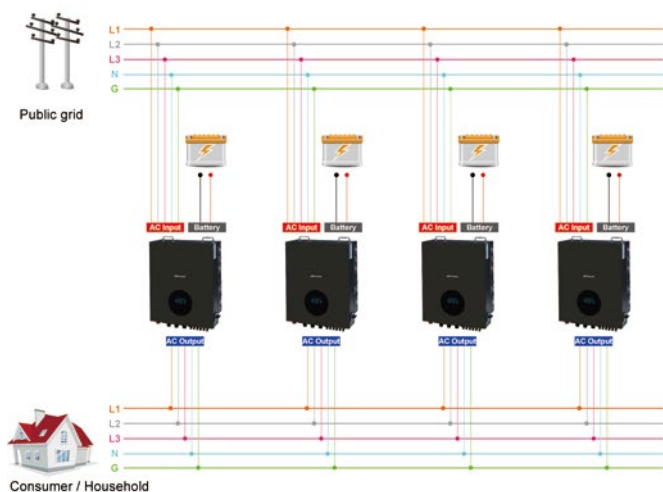 L1
L2
L3
N
G
Public grid
AC Input Battery
AC Input Battery
AC Input Battery
AC Input Battery
AC Output
AC Output
AC Output
AC Output
L1
L2
L3
N
G
Consumer / Household